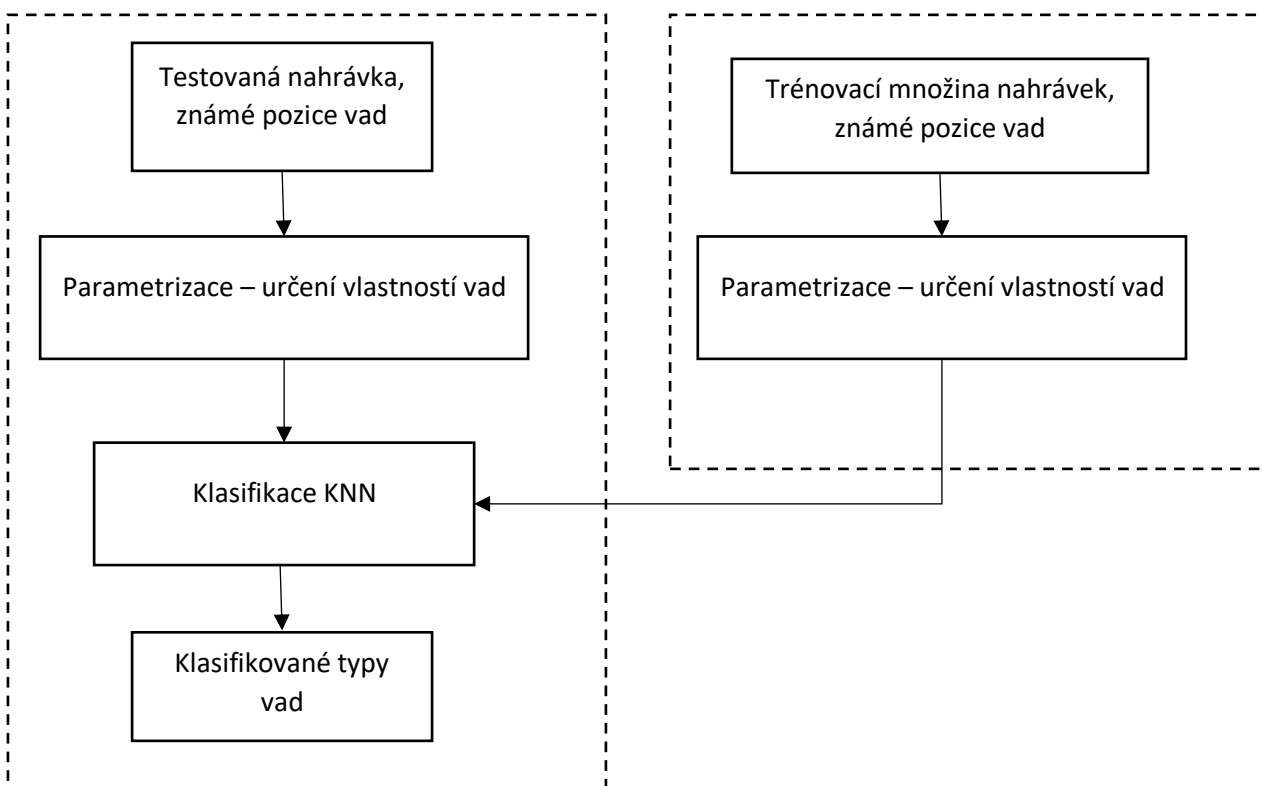 Testovaná nahrávka,
známé pozice vad
Parametrizace – určení vlastností vad
Klasifikace KNN
Klasifikované typy
vad
Trénovací množina nahrávek,
známé pozice vad
Parametrizace – určení vlastností vad